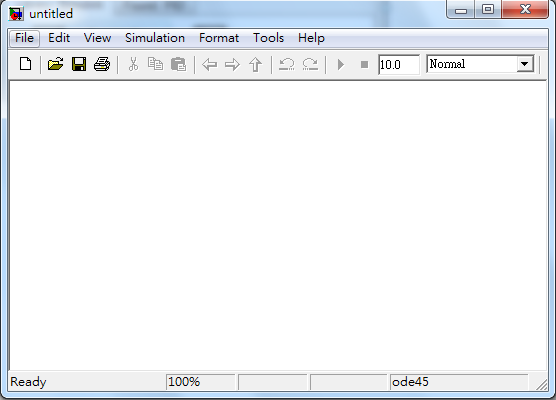 untitled
File Edit View Simulation Format Tools Help
10.0 Normal
Ready 100% ode45